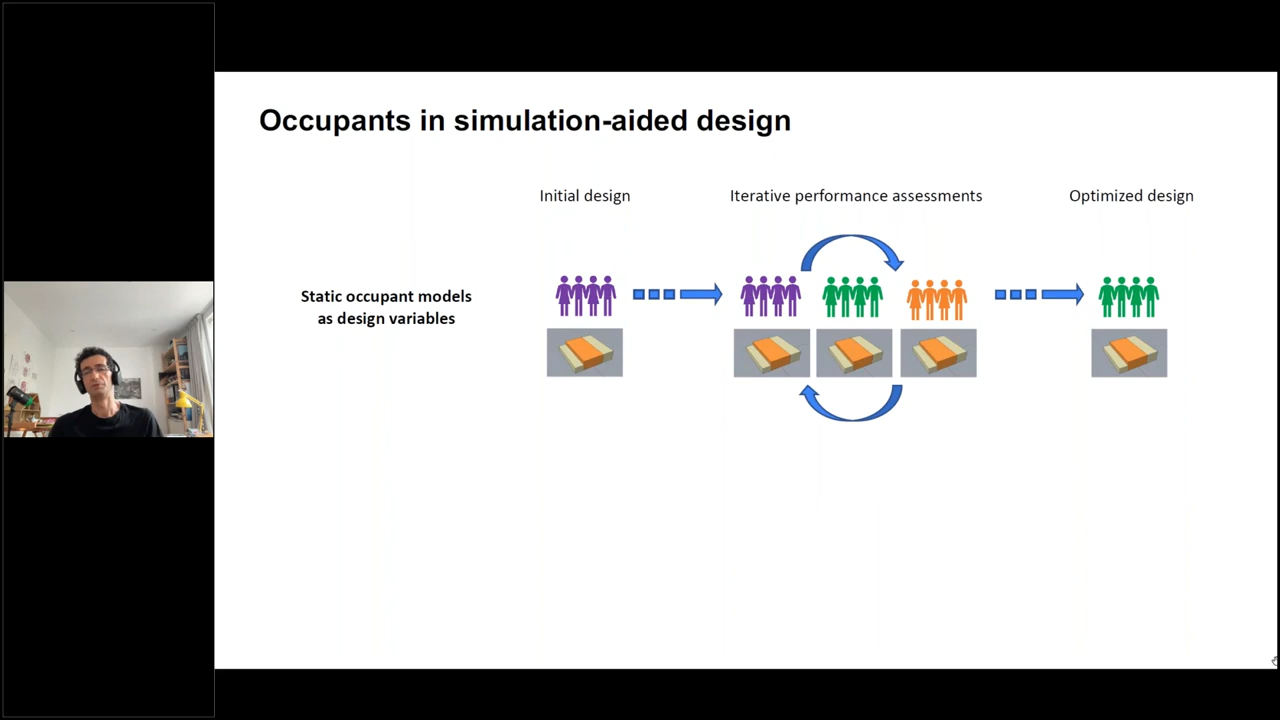 Occupants in simulation-aided design
Initial design
Iterative performance assessments
Optimized design
Static occupant models
as design variables